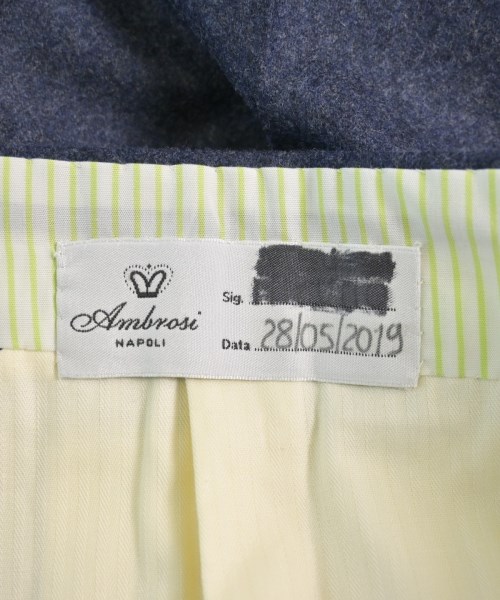 Ambrosi
NAPOLI
Sig.
Data 28/05/2019